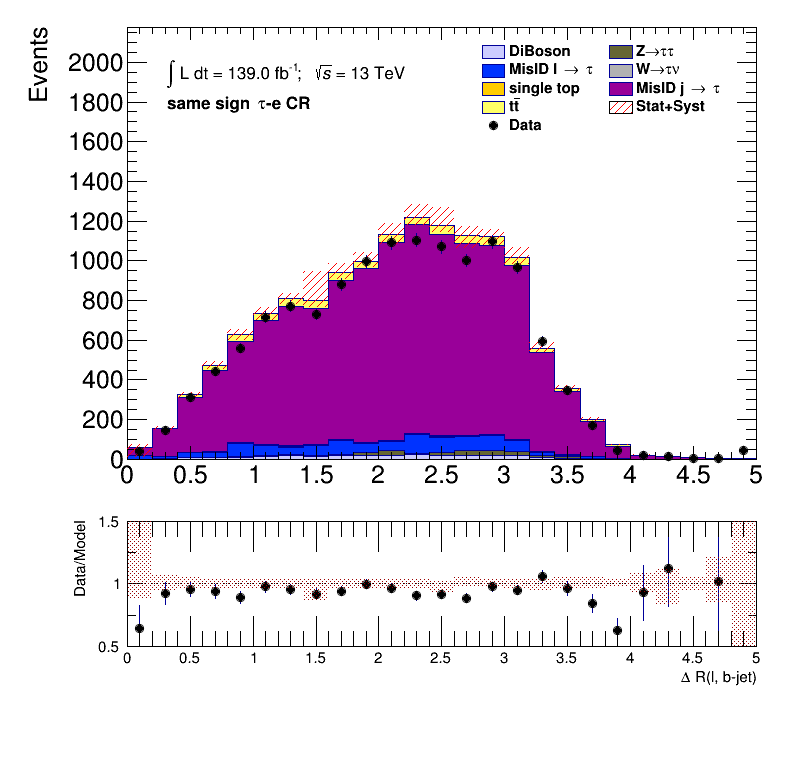 Events
2000
1800
1600
1400
1200
1000
800
600
400
200
0
∫ L dt = 139.0 fb⁻¹; √s = 13 TeV
same sign τ-e CR
DiBoson
MisID l → τ
single top
tt̄
Data
Z→ττ
W→τν
MisID j → τ
Stat+Syst
0 0.5 1 1.5 2 2.5 3 3.5 4 4.5 5
Data/Model
1.5
1
0.5
0 0.5 1 1.5 2 2.5 3 3.5 4 4.5 5
Δ R(l, b-jet)